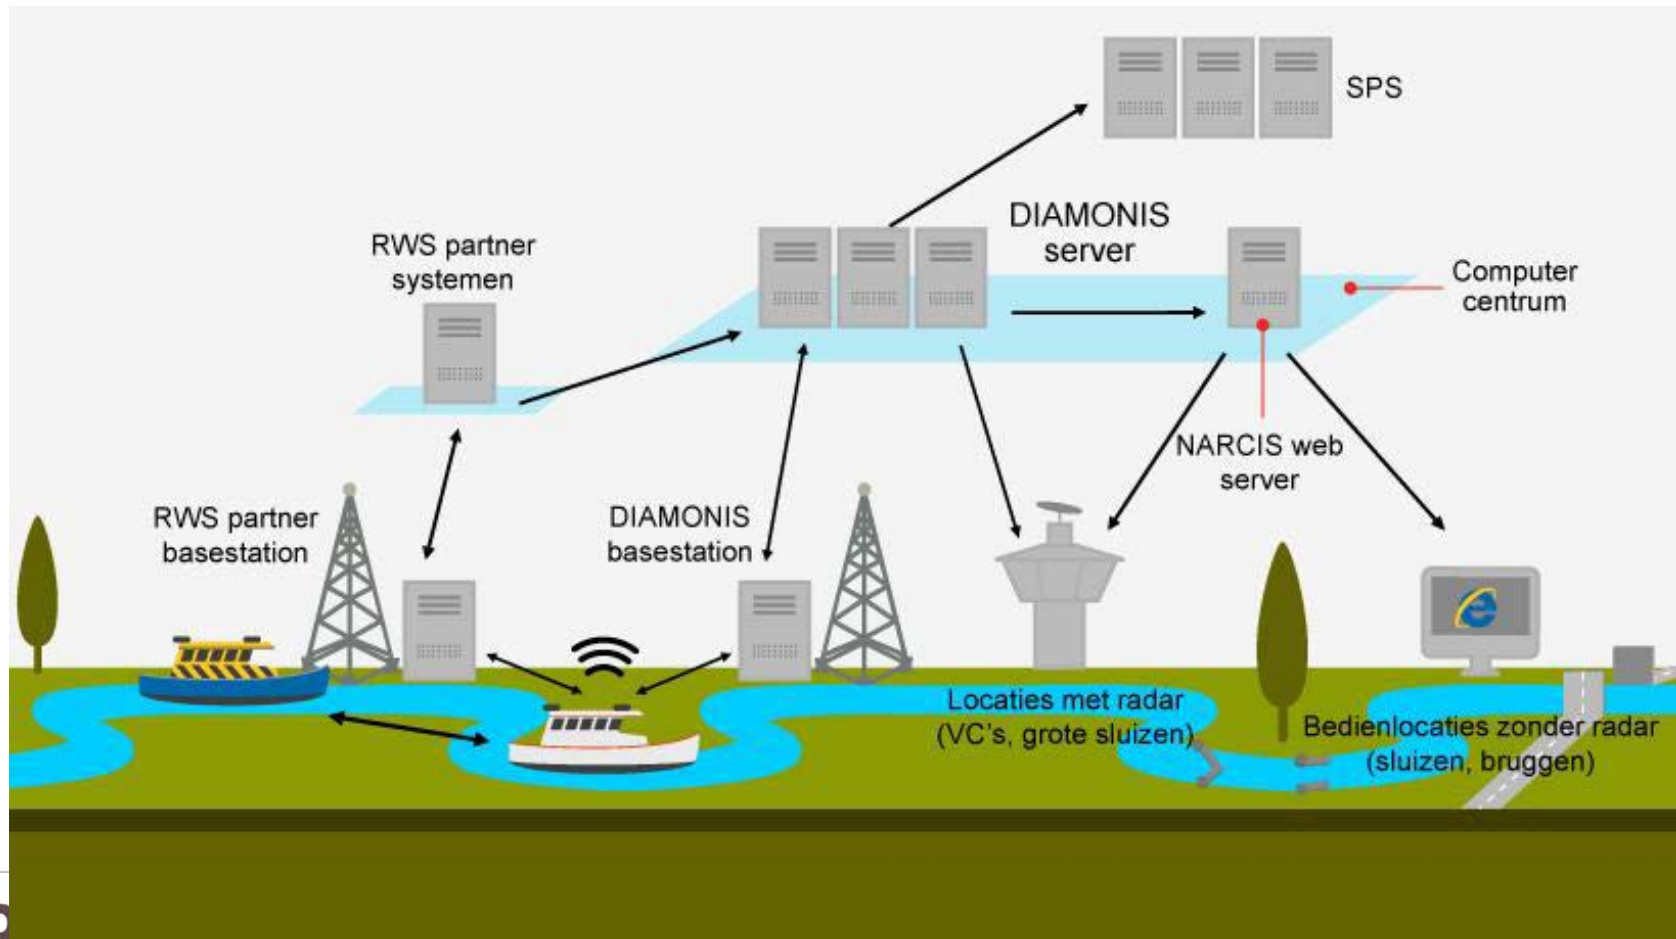 SPS
DIAMONIS
server
RWS partner
systemen
Computer
centrum
NARCIS web
server
RWS partner
basestation
DIAMONIS
basestation
Locaties met radar
(VC's, grote sluizen)
Bedienlocaties zonder radar
(sluizen, bruggen)